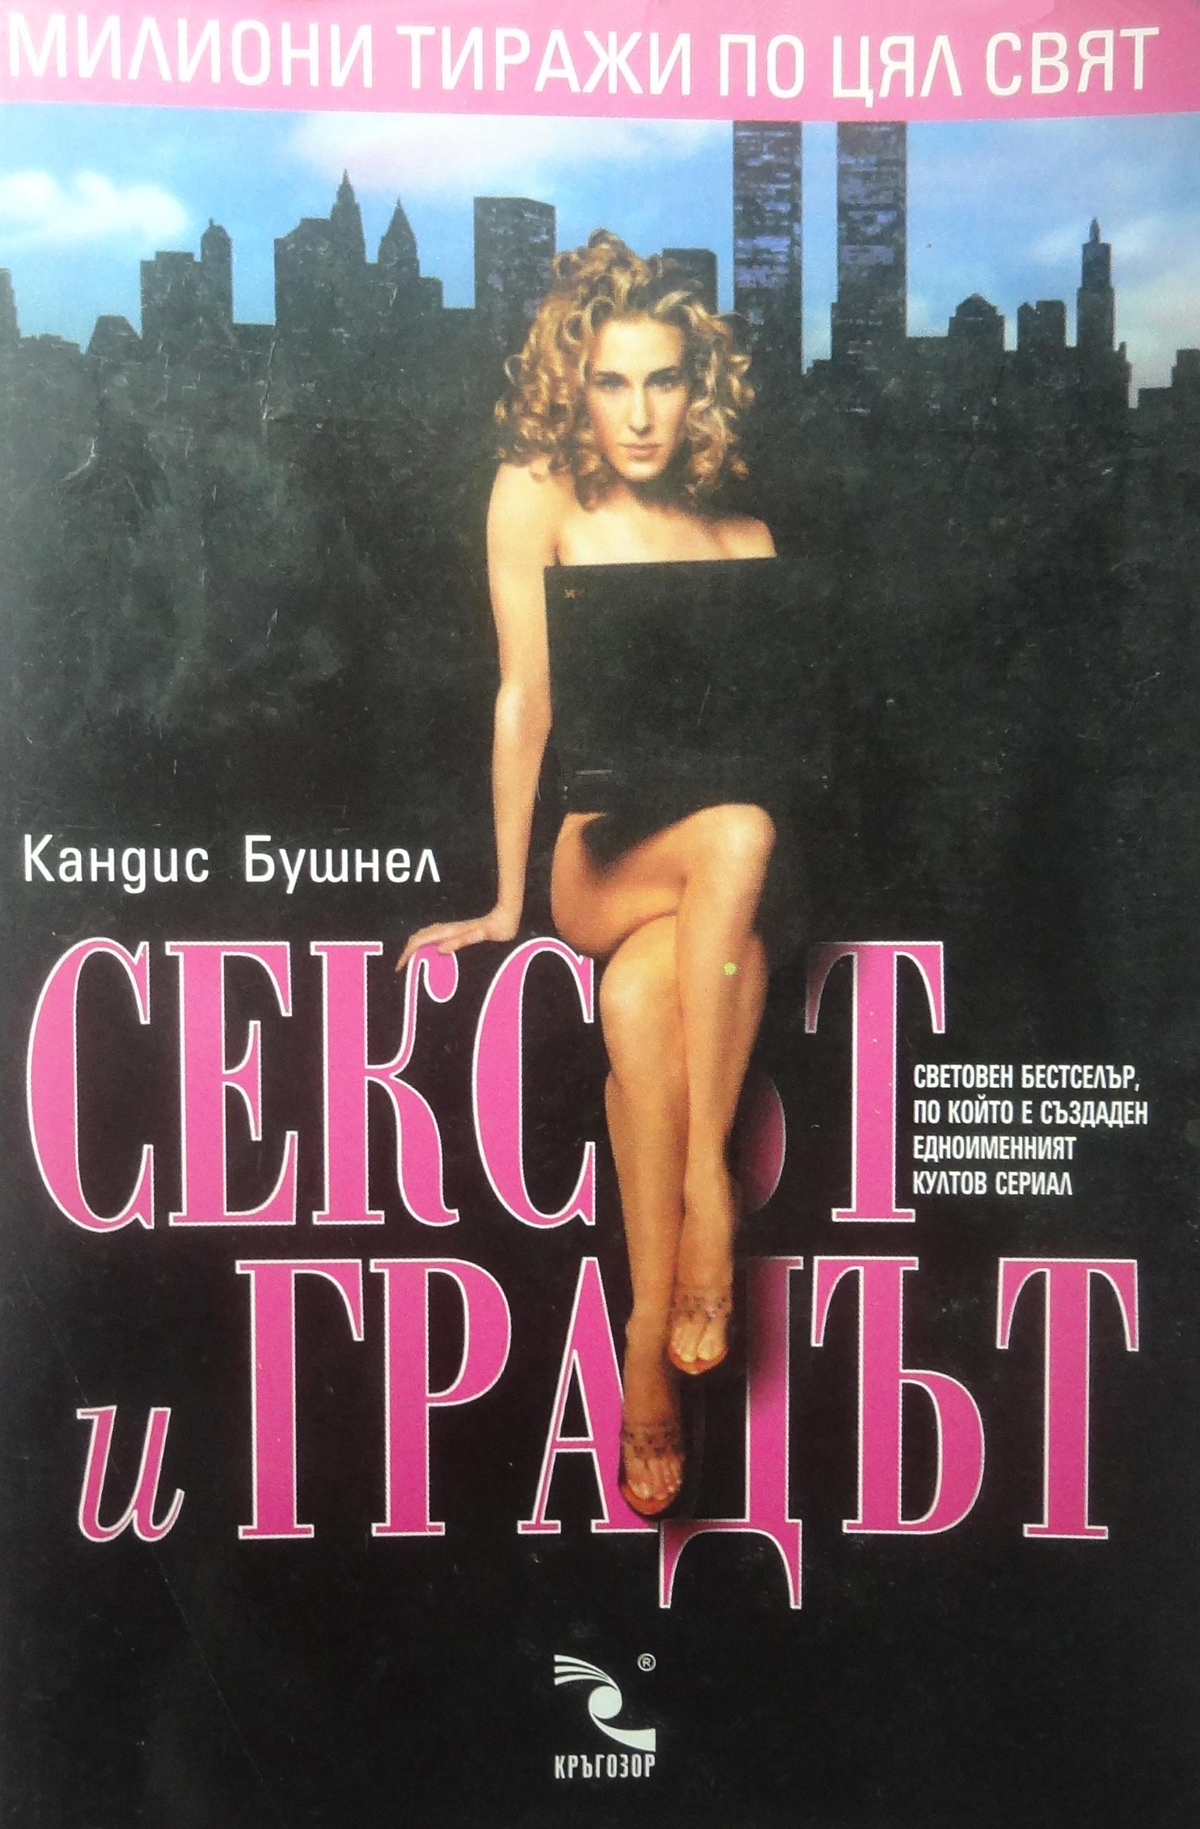 МИЛИОНИ ТИРАЖИ ПО ЦЯЛ СВЯТ
Кандис Бушнел
СЕКСЪТ
СВЕТОВЕН БЕСТСЕЛЪР,
ПО КОЙТО Е СЪЗДАДЕН
ЕДНОИМЕННИЯТ
КУЛТОВ СЕРИАЛ
и ГРАДЪТ
®
КРЪГОЗОР